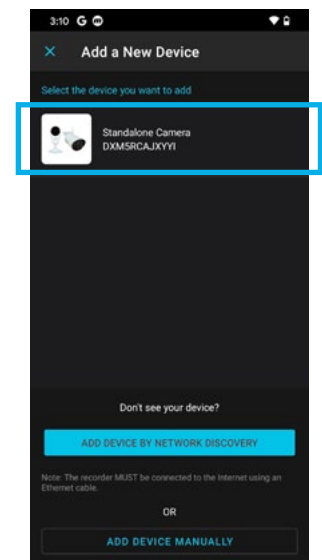 3:10 G
Add a New Device
Select the device you want to add
Standalone Camera
DXM5RCAJXYYI
Don't see your device?
ADD DEVICE BY NETWORK DISCOVERY
Note: The recorder MUST be connected to the Internet using an
Ethernet cable.
OR
ADD DEVICE MANUALLY